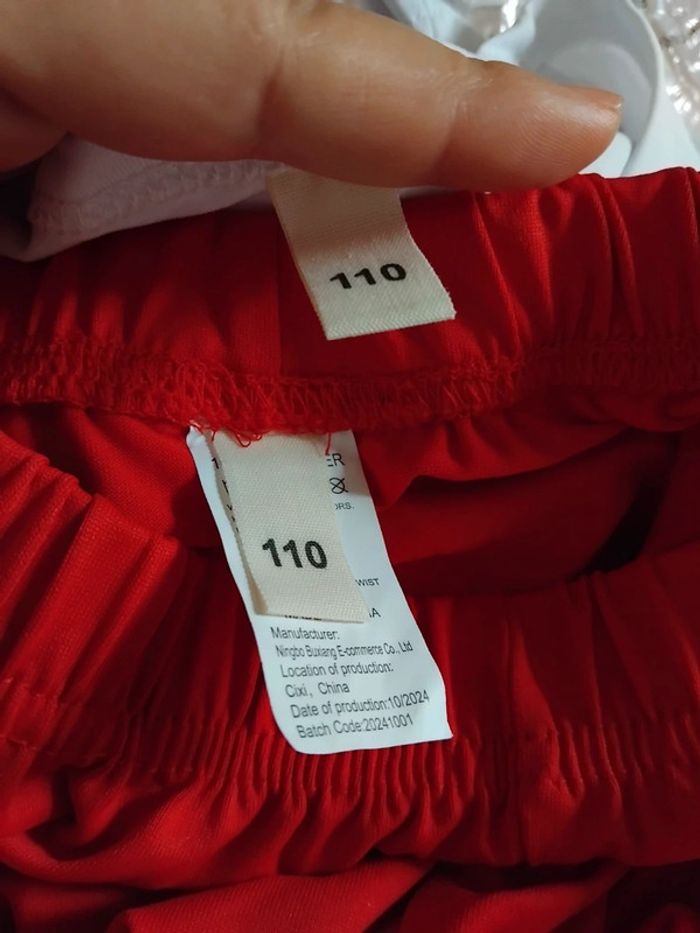 110
110
WIST
Manufacturer:
Ningbo Buxiang E-commerce Co., Ltd
Location of production:
Cixi, China
Date of production:10/2024
Batch Code:20241001